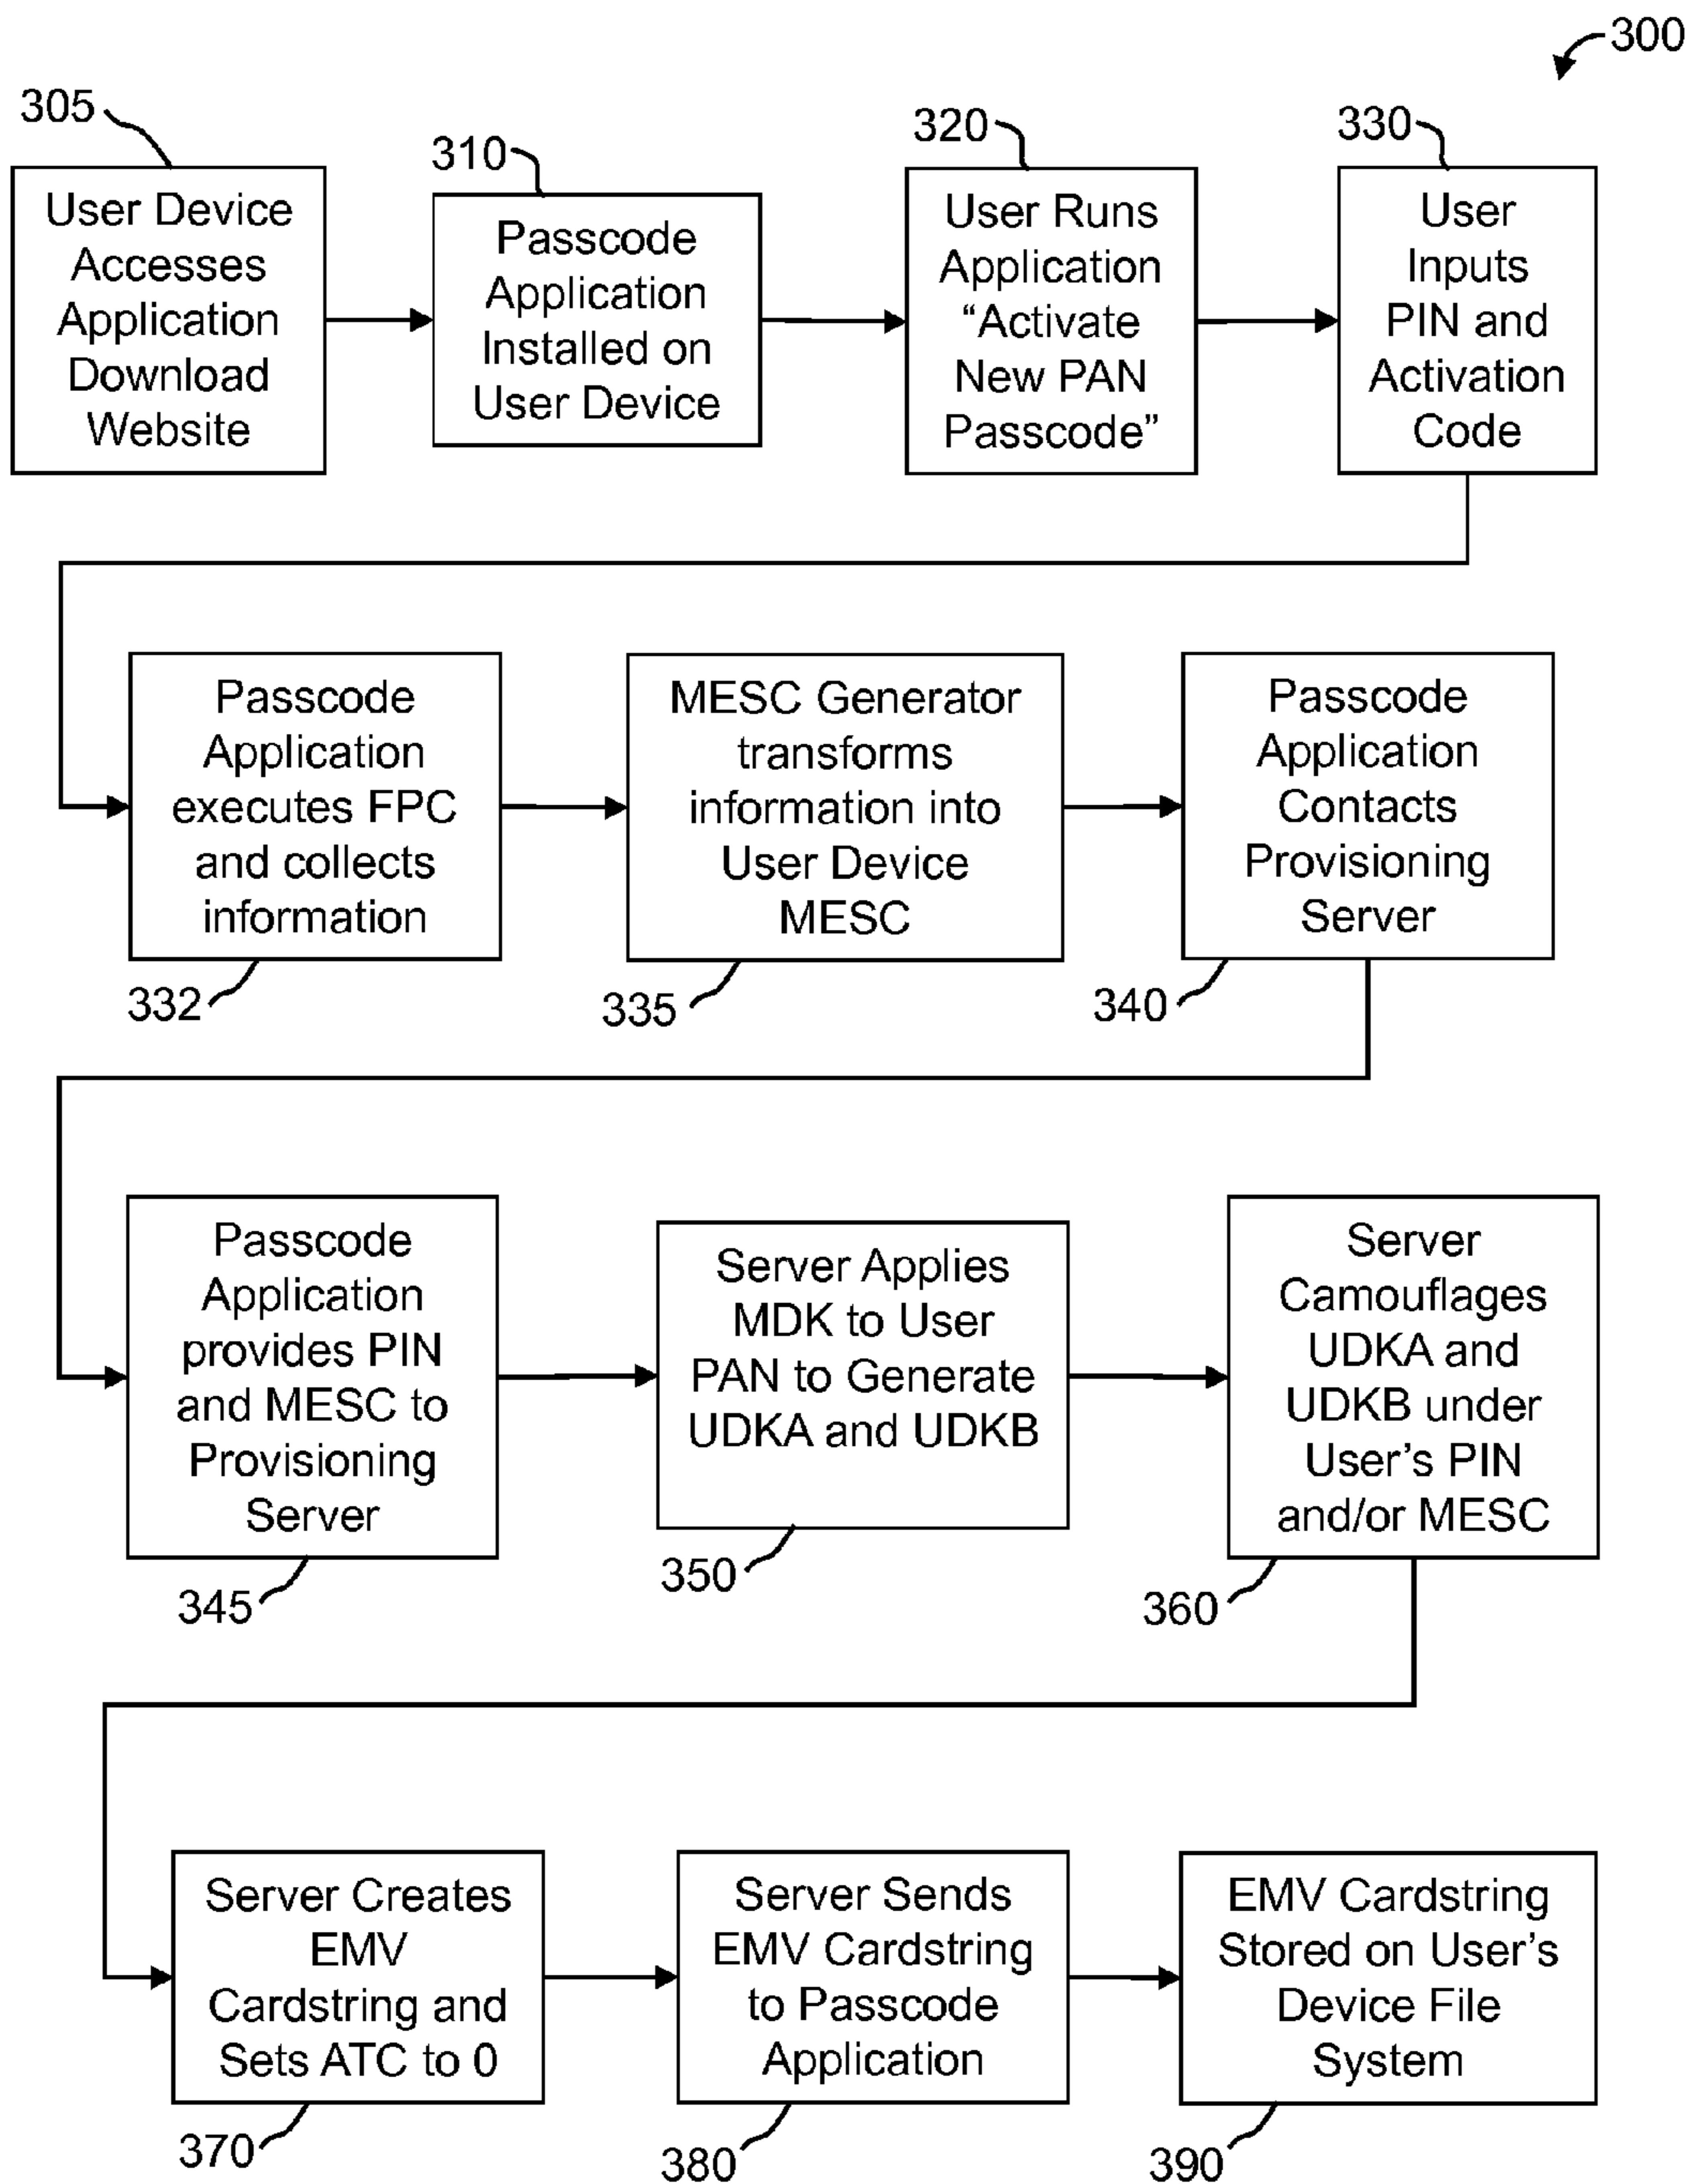 300
305
310
320
330
User Device
Accesses
Application
Download
Website
Passcode
Application
Installed on
User Device
User Runs
Application
“Activate
New PAN
Passcode”
User
Inputs
PIN and
Activation
Code
Passcode
Application
executes FPC
and collects
information
MESC Generator
transforms
information into
User Device
MESC
Passcode
Application
Contacts
Provisioning
Server
332
335
340
Passcode
Application
provides PIN
and MESC to
Provisioning
Server
Server Applies
MDK to User
PAN to Generate
UDKA and UDKB
Server
Camouflages
UDKA and
UDKB under
User’s PIN
and/or MESC
345
350
360
Server Creates
EMV
Cardstring and
Sets ATC to 0
Server Sends
EMV Cardstring
to Passcode
Application
EMV Cardstring
Stored on User’s
Device File
System
370
380
390